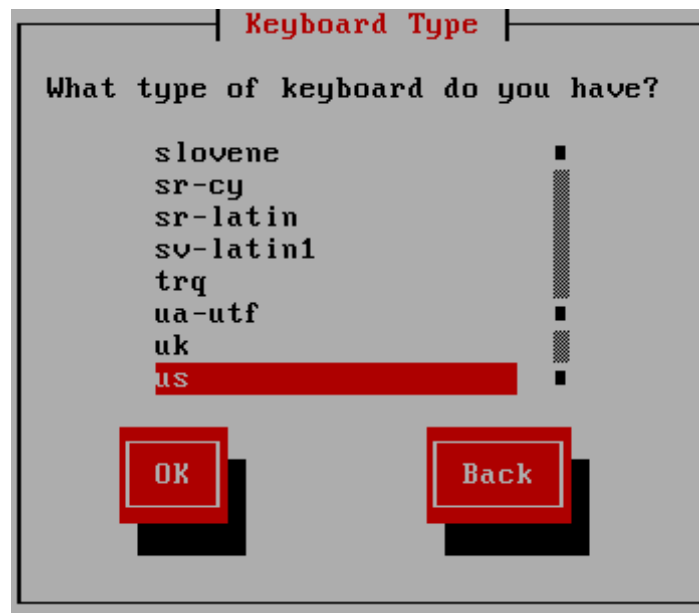 Keyboard Type
What type of keyboard do you have?
slovene
sr-cy
sr-latin
sv-latin1
trq
ua-utf
uk
us
OK Back